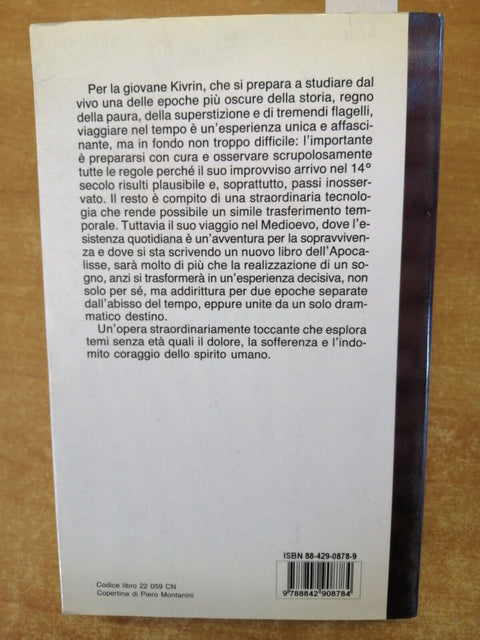 Per la giovane Kivrin, che si prepara a studiare dal
vivo una delle epoche più oscure della storia, regno
della paura, della superstizione e di tremendi flagelli,
viaggiare nel tempo è un'esperienza unica e affasci-
nante, ma in fondo non troppo difficile: l'importante
è prepararsi con cura e osservare scrupolosamente
tutte le regole perché il suo improvviso arrivo nel 14°
secolo risulti plausibile e, soprattutto, passi inosser-
vato. Il resto è compito di una straordinaria tecnolo-
gia che rende possibile un simile trasferimento tem-
porale. Tuttavia il suo viaggio nel Medioevo, dove l'e-
sistenza quotidiana è un'avventura per la sopravviven-
za e dove si sta scrivendo un nuovo libro dell'Apoca-
lisse, sarà molto di più che la realizzazione di un so-
gno, anzi si trasformerà in un'esperienza decisiva, non
solo per sé, ma addirittura per due epoche separate
dall'abisso del tempo, eppure unite da un solo dram-
matico destino.
Un'opera straordinariamente toccante che esplora
temi senza età quali il dolore, la sofferenza e l'indo-
mito coraggio dello spirito umano.
ISBN 88-429-0878-9
9 788842 908784
Codice libro 22 059 CN
Copertina di Piero Montanini